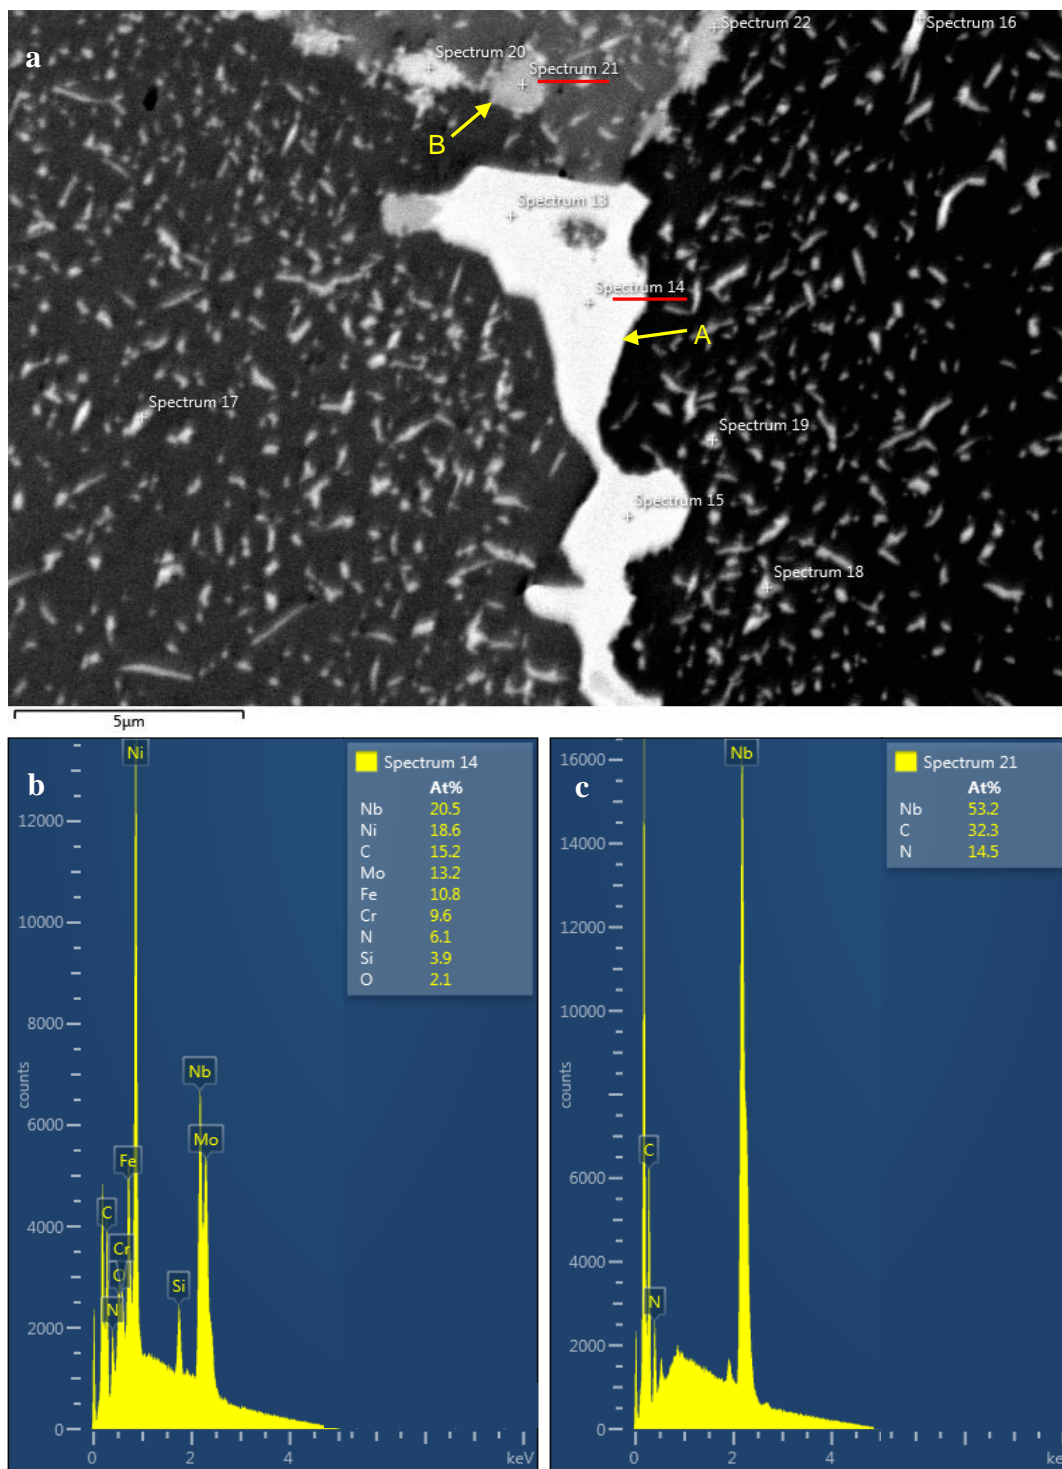 a
Spectrum 20
Spectrum 21
Spectrum 22
Spectrum 16
B
Spectrum 13
Spectrum 14
A
Spectrum 17
Spectrum 19
Spectrum 15
Spectrum 18
5µm
b
Ni
Spectrum 14
At%
Nb 20.5
Ni 18.6
C 15.2
Mo 13.2
Fe 10.8
Cr 9.6
N 6.1
Si 3.9
O 2.1
12000
10000
8000
6000
4000
2000
0
counts
Nb
Mo
Fe
C
Cr
O
N
Si
0 2 4 keV
c
Nb
Spectrum 21
At%
Nb 53.2
C 32.3
N 14.5
16000
14000
12000
10000
6000
4000
2000
0
counts
C
N
0 2 4 ke